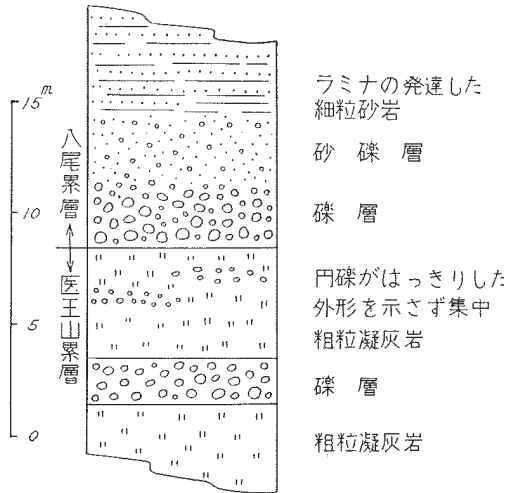 15 m
10
5
0
八尾累層
医王山累層
ラミナの発達した
細粒砂岩
砂礫層
礫層
円礫がはっきりした
外形を示さず集中
粗粒凝灰岩
礫層
粗粒凝灰岩